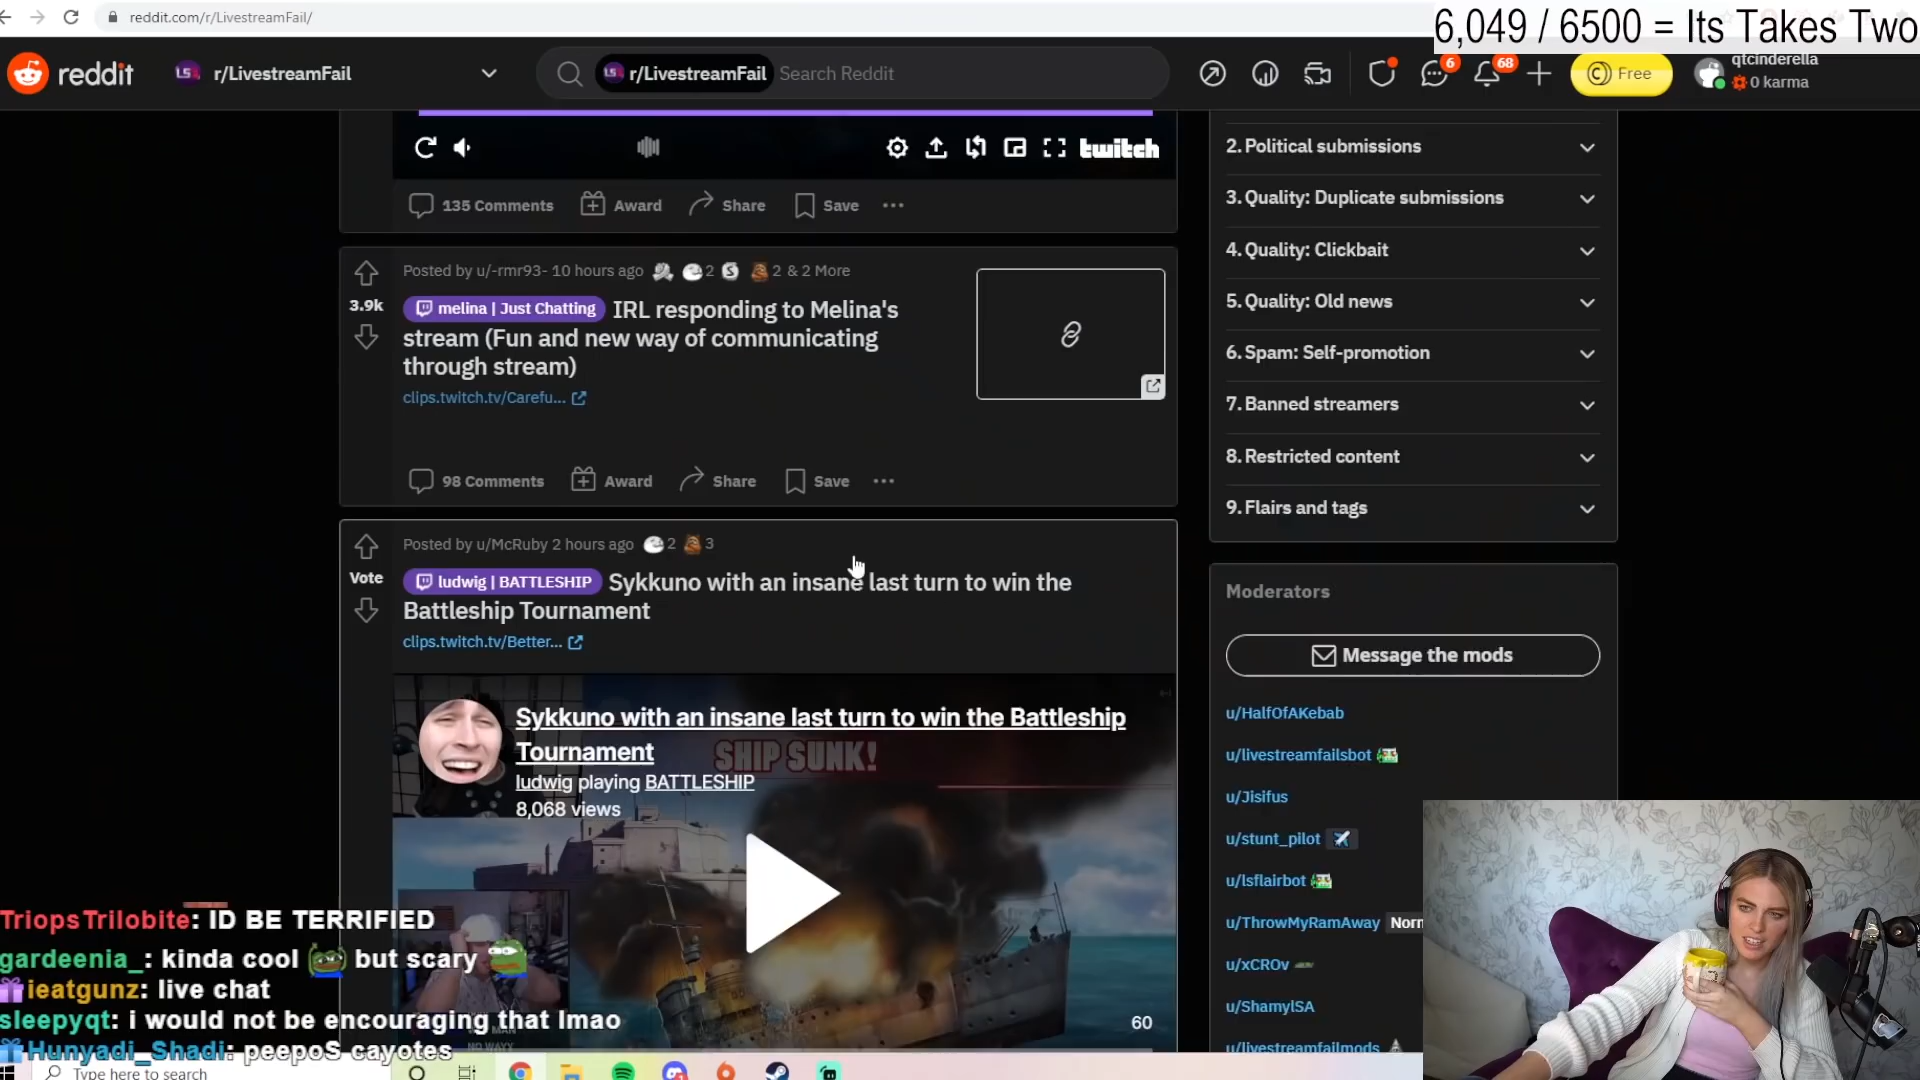 reddit.com/r/LivestreamFail/
6,049 / 6500 = Its Takes Two
reddit
r/LivestreamFail
r/LivestreamFail
Search Reddit
6
68
Free
qtcinderella
0 karma
twitch
135 Comments
Award
Share
Save
Posted by u/-rmr93- 10 hours ago 2 2 & 2 More
3.9k
melina | Just Chatting IRL responding to Melina's
stream (Fun and new way of communicating
through stream)
clips.twitch.tv/Carefu...
98 Comments
Award
Share
Save
Posted by u/McRuby 2 hours ago 2 3
Vote
ludwig | BATTLESHIP Sykkuno with an insane last turn to win the
Battleship Tournament
clips.twitch.tv/Better...
Sykkuno with an insane last turn to win the Battleship
Tournament
SHIP SUNK!
ludwig playing BATTLESHIP
8,068 views
60
NO WAYY
2. Political submissions
3. Quality: Duplicate submissions
4. Quality: Clickbait
5. Quality: Old news
6. Spam: Self-promotion
7. Banned streamers
8. Restricted content
9. Flairs and tags
Moderators
Message the mods
u/HalfOfAKebab
u/livestreamfailsbot
u/Jisifus
u/stunt_pilot
u/lsflairbot
u/ThrowMyRamAway Norn
u/xCROv
u/ShamylSA
u/livestreamfailmods
TriopsTrilobite: ID BE TERRIFIED
gardeenia_: kinda cool but scary
ieatgunz: live chat
sleepyqt: i would not be encouraging that lmao
Hunyadi_Shadi: peepoS cayotes
Type here to search